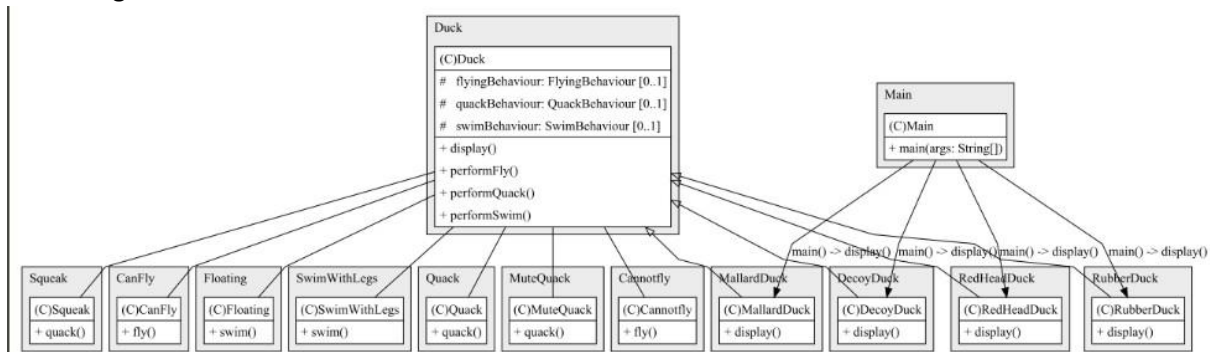 Duck
(C)Duck
# flyingBehaviour: FlyingBehaviour [0..1]
# quackBehaviour: QuackBehaviour [0..1]
# swimBehaviour: SwimBehaviour [0..1]
+ display()
+ performFly()
+ performQuack()
+ performSwim()
Main
(C)Main
+ main(args: String[])
main() -> display() main() -> display() main() -> display() main() -> display()
Squeak
(C)Squeak
+ quack()
CanFly
(C)CanFly
+ fly()
Floating
(C)Floating
+ swim()
SwimWithLegs
(C)SwimWithLegs
+ swim()
Quack
(C)Quack
+ quack()
MuteQuack
(C)MuteQuack
+ quack()
Cannotfly
(C)Cannotfly
+ fly()
MallardDuck
(C)MallardDuck
+ display()
DecoyDuck
(C)DecoyDuck
+ display()
RedHeadDuck
(C)RedHeadDuck
+ display()
RubberDuck
(C)RubberDuck
+ display()